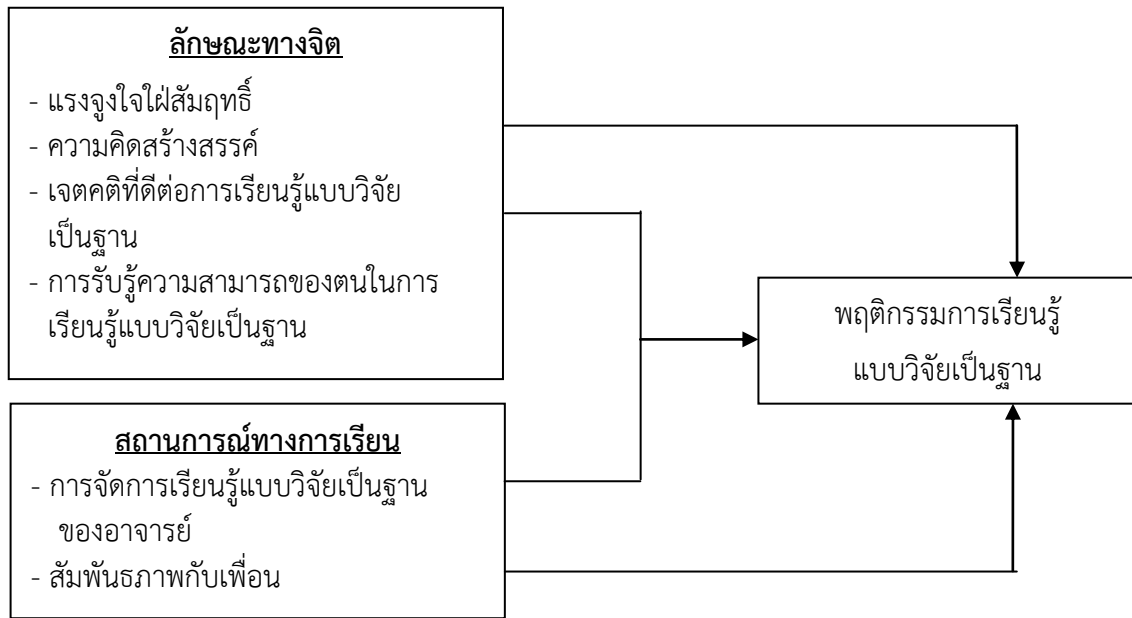 ลักษณะทางจิต
- แรงจูงใจใฝ่สัมฤทธิ์
- ความคิดสร้างสรรค์
- เจตคติที่ดีต่อการเรียนรู้แบบวิจัย
เป็นฐาน
- การรับรู้ความสามารถของตนในการ
เรียนรู้แบบวิจัยเป็นฐาน
พฤติกรรมการเรียนรู้
แบบวิจัยเป็นฐาน
สถานการณ์ทางการเรียน
- การจัดการเรียนรู้แบบวิจัยเป็นฐาน
ของอาจารย์
- สัมพันธภาพกับเพื่อน